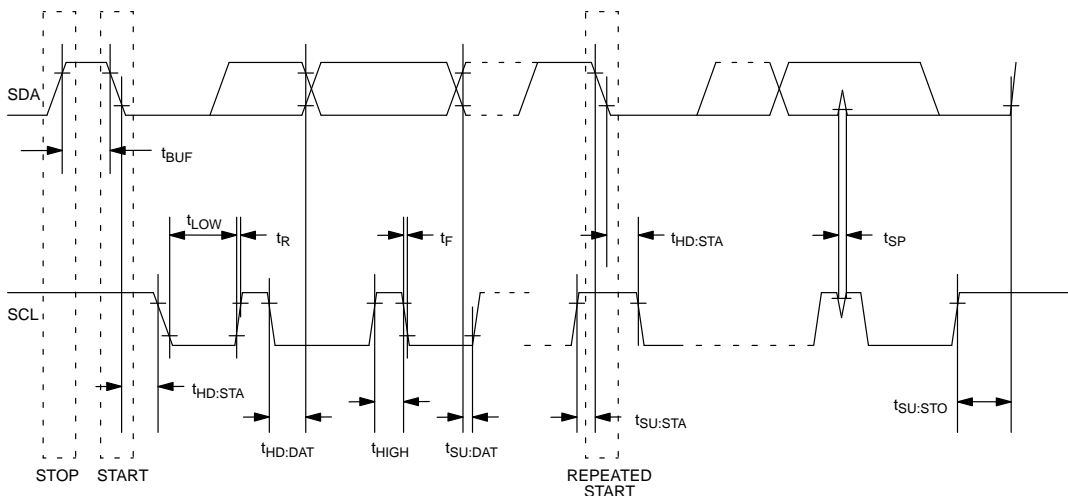 SDA
tBUF
tLOW
tR
tF
tHD:STA
tSP
SCL
tHD:STA
tSU:STA
tSU:STO
tHD:DAT
tHIGH
tSU:DAT
STOP
START
REPEATED
START